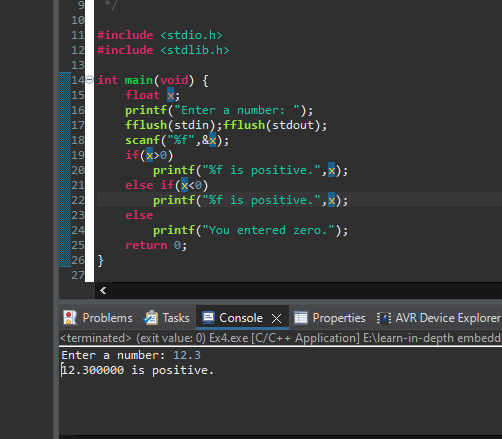 9 */
10
11 #include <stdio.h>
12 #include <stdlib.h>
13
14 int main(void) {
15 float x;
16 printf("Enter a number: ");
17 fflush(stdin);fflush(stdout);
18 scanf("%f",&x);
19 if(x>0)
20 printf("%f is positive.",x);
21 else if(x<0)
22 printf("%f is positive.",x);
23 else
24 printf("You entered zero.");
25 return 0;
26 }
27
Problems Tasks Console Properties AVR Device Explorer
<terminated> (exit value: 0) Ex4.exe [C/C++ Application] E:\learn-in-depth embedd
Enter a number: 12.3
12.300000 is positive.